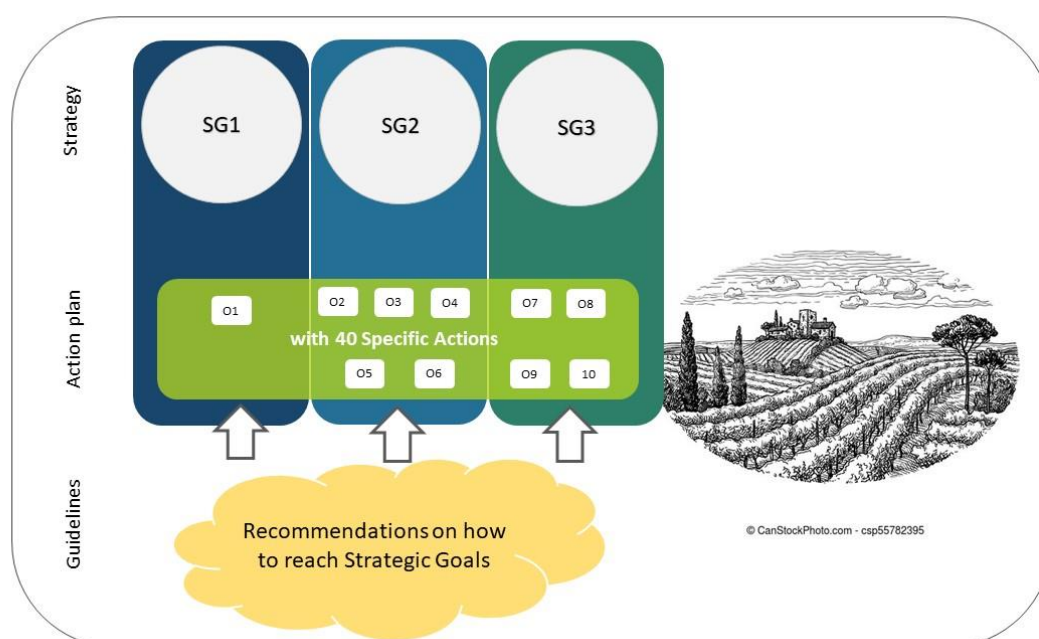 Strategy
SG1
SG2
SG3
Action plan
O1
O2
O3
O4
O7
O8
with 40 Specific Actions
O5
O6
O9
10
Guidelines
Recommendations on how
to reach Strategic Goals
© CanStockPhoto.com - csp55782395